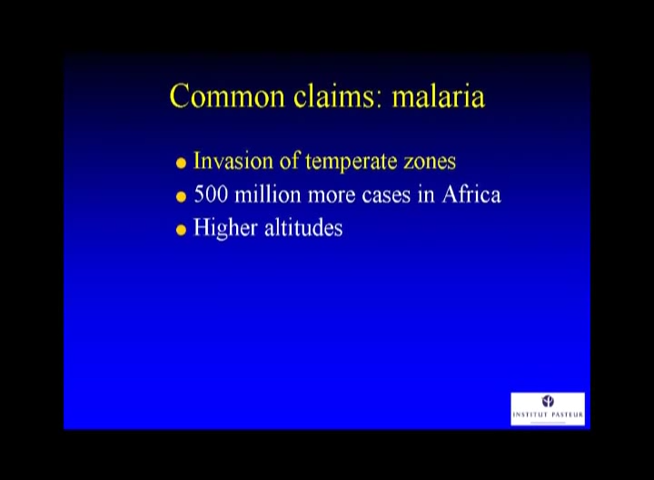 Common claims: malaria
Invasion of temperate zones
500 million more cases in Africa
Higher altitudes
INSTITUT PASTEUR